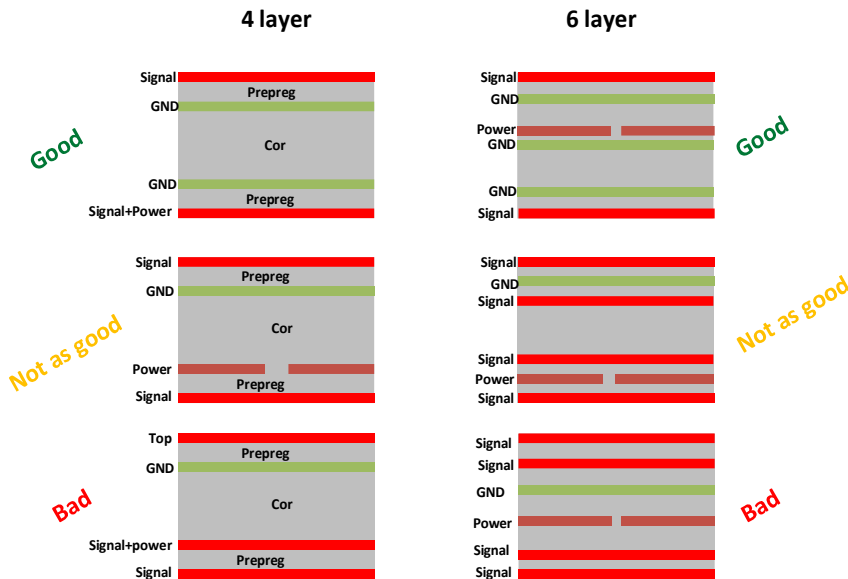 4 layer
6 layer
Good
Signal
Prepreg
GND
Cor
GND
Prepreg
Signal+Power
Signal
GND
Power
GND
GND
Signal
Good
Not as good
Signal
Prepreg
GND
Cor
Power
Prepreg
Signal
Signal
GND
Signal
Signal
Power
Signal
Not as good
Bad
Top
Prepreg
GND
Cor
Signal+power
Prepreg
Signal
Signal
Signal
GND
Power
Signal
Signal
Bad